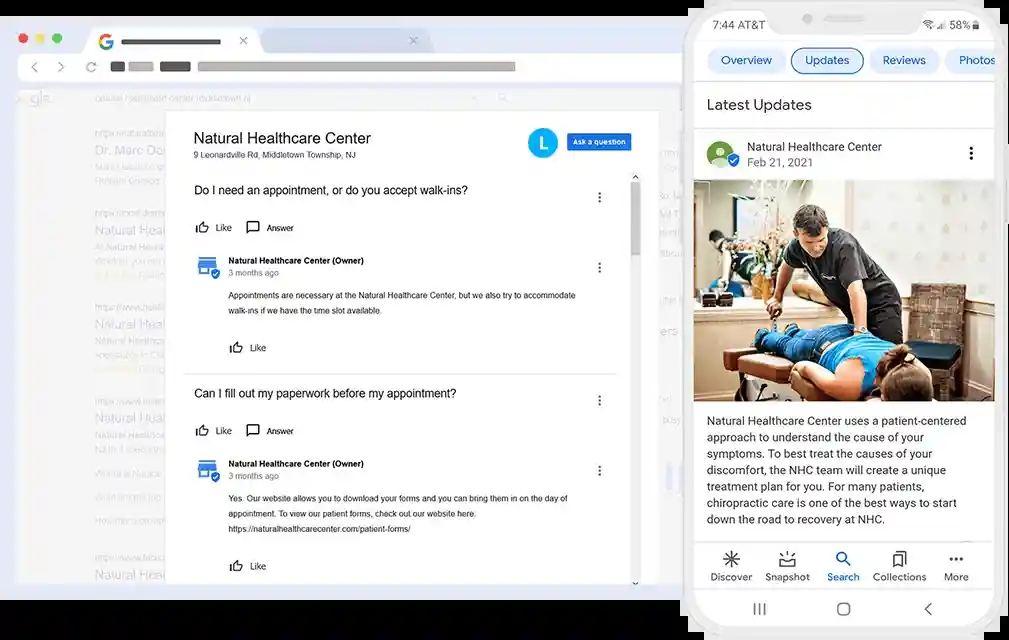 Natural Healthcare Center
9 Leonardville Rd, Middletown Township, NJ
L
Ask a question
Do I need an appointment, or do you accept walk-ins?
Like Answer
Natural Healthcare Center (Owner)
3 months ago
Appointments are necessary at the Natural Healthcare Center, but we also try to accommodate
walk-ins if we have the time slot available.
Like
Can I fill out my paperwork before my appointment?
Like Answer
Natural Healthcare Center (Owner)
3 months ago
Yes. Our website allows you to download your forms and you can bring them in on the day of
appointment. To view our patient forms, check out our website here:
https://naturalhealthcarecenter.com/patient-forms/
Like
7:44 AT&T 58%
Overview Updates Reviews Photos
Latest Updates
Natural Healthcare Center
Feb 21, 2021
Natural Healthcare Center uses a patient-centered
approach to understand the cause of your
symptoms. To best treat the causes of your
discomfort, the NHC team will create a unique
treatment plan for you. For many patients,
chiropractic care is one of the best ways to start
down the road to recovery at NHC.
Discover Snapshot Search Collections More